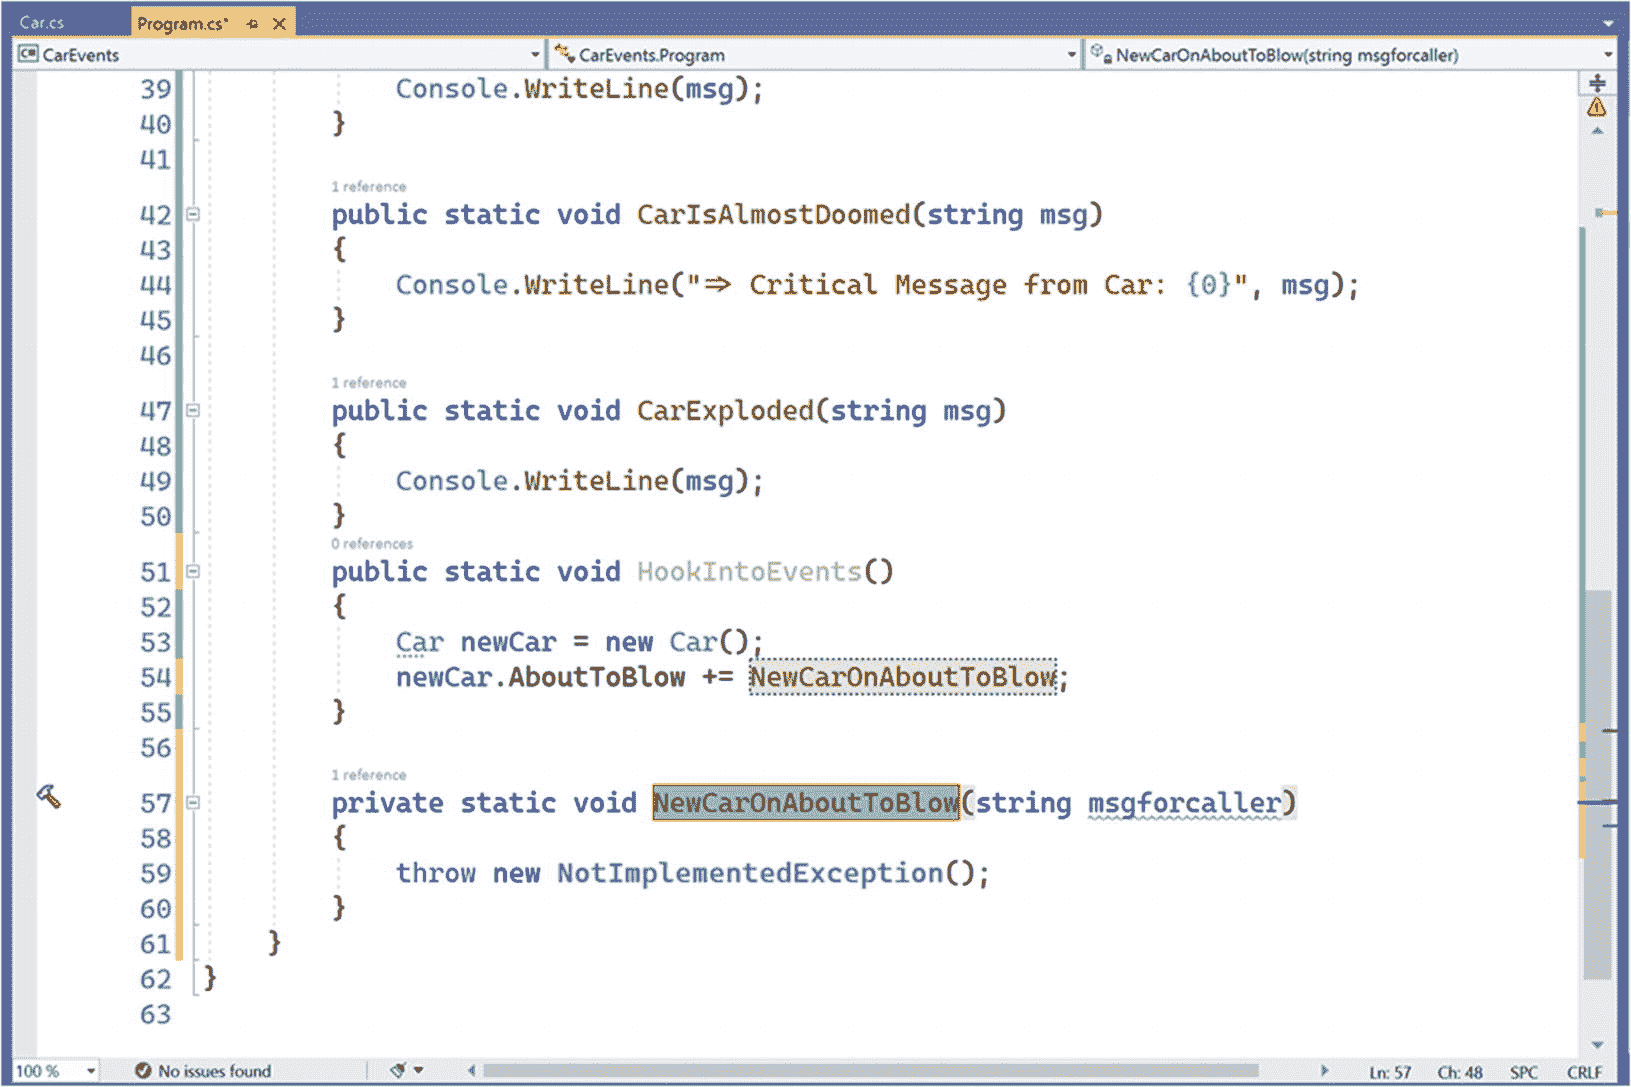 Car.cs Program.cs*
C# CarEvents CarEvents.Program NewCarOnAboutToBlow(string msgforcaller)
39 Console.WriteLine(msg);
40 }
41
1 reference
42 public static void CarIsAlmostDoomed(string msg)
43 {
44 Console.WriteLine("=> Critical Message from Car: {0}", msg);
45 }
46
1 reference
47 public static void CarExploded(string msg)
48 {
49 Console.WriteLine(msg);
50 }
0 references
51 public static void HookIntoEvents()
52 {
53 Car newCar = new Car();
54 newCar.AboutToBlow += NewCarOnAboutToBlow;
55 }
56
1 reference
57 private static void NewCarOnAboutToBlow(string msgforcaller)
58 {
59 throw new NotImplementedException();
60 }
61 }
62 }
63
100 % No issues found Ln: 57 Ch: 48 SPC CRLF